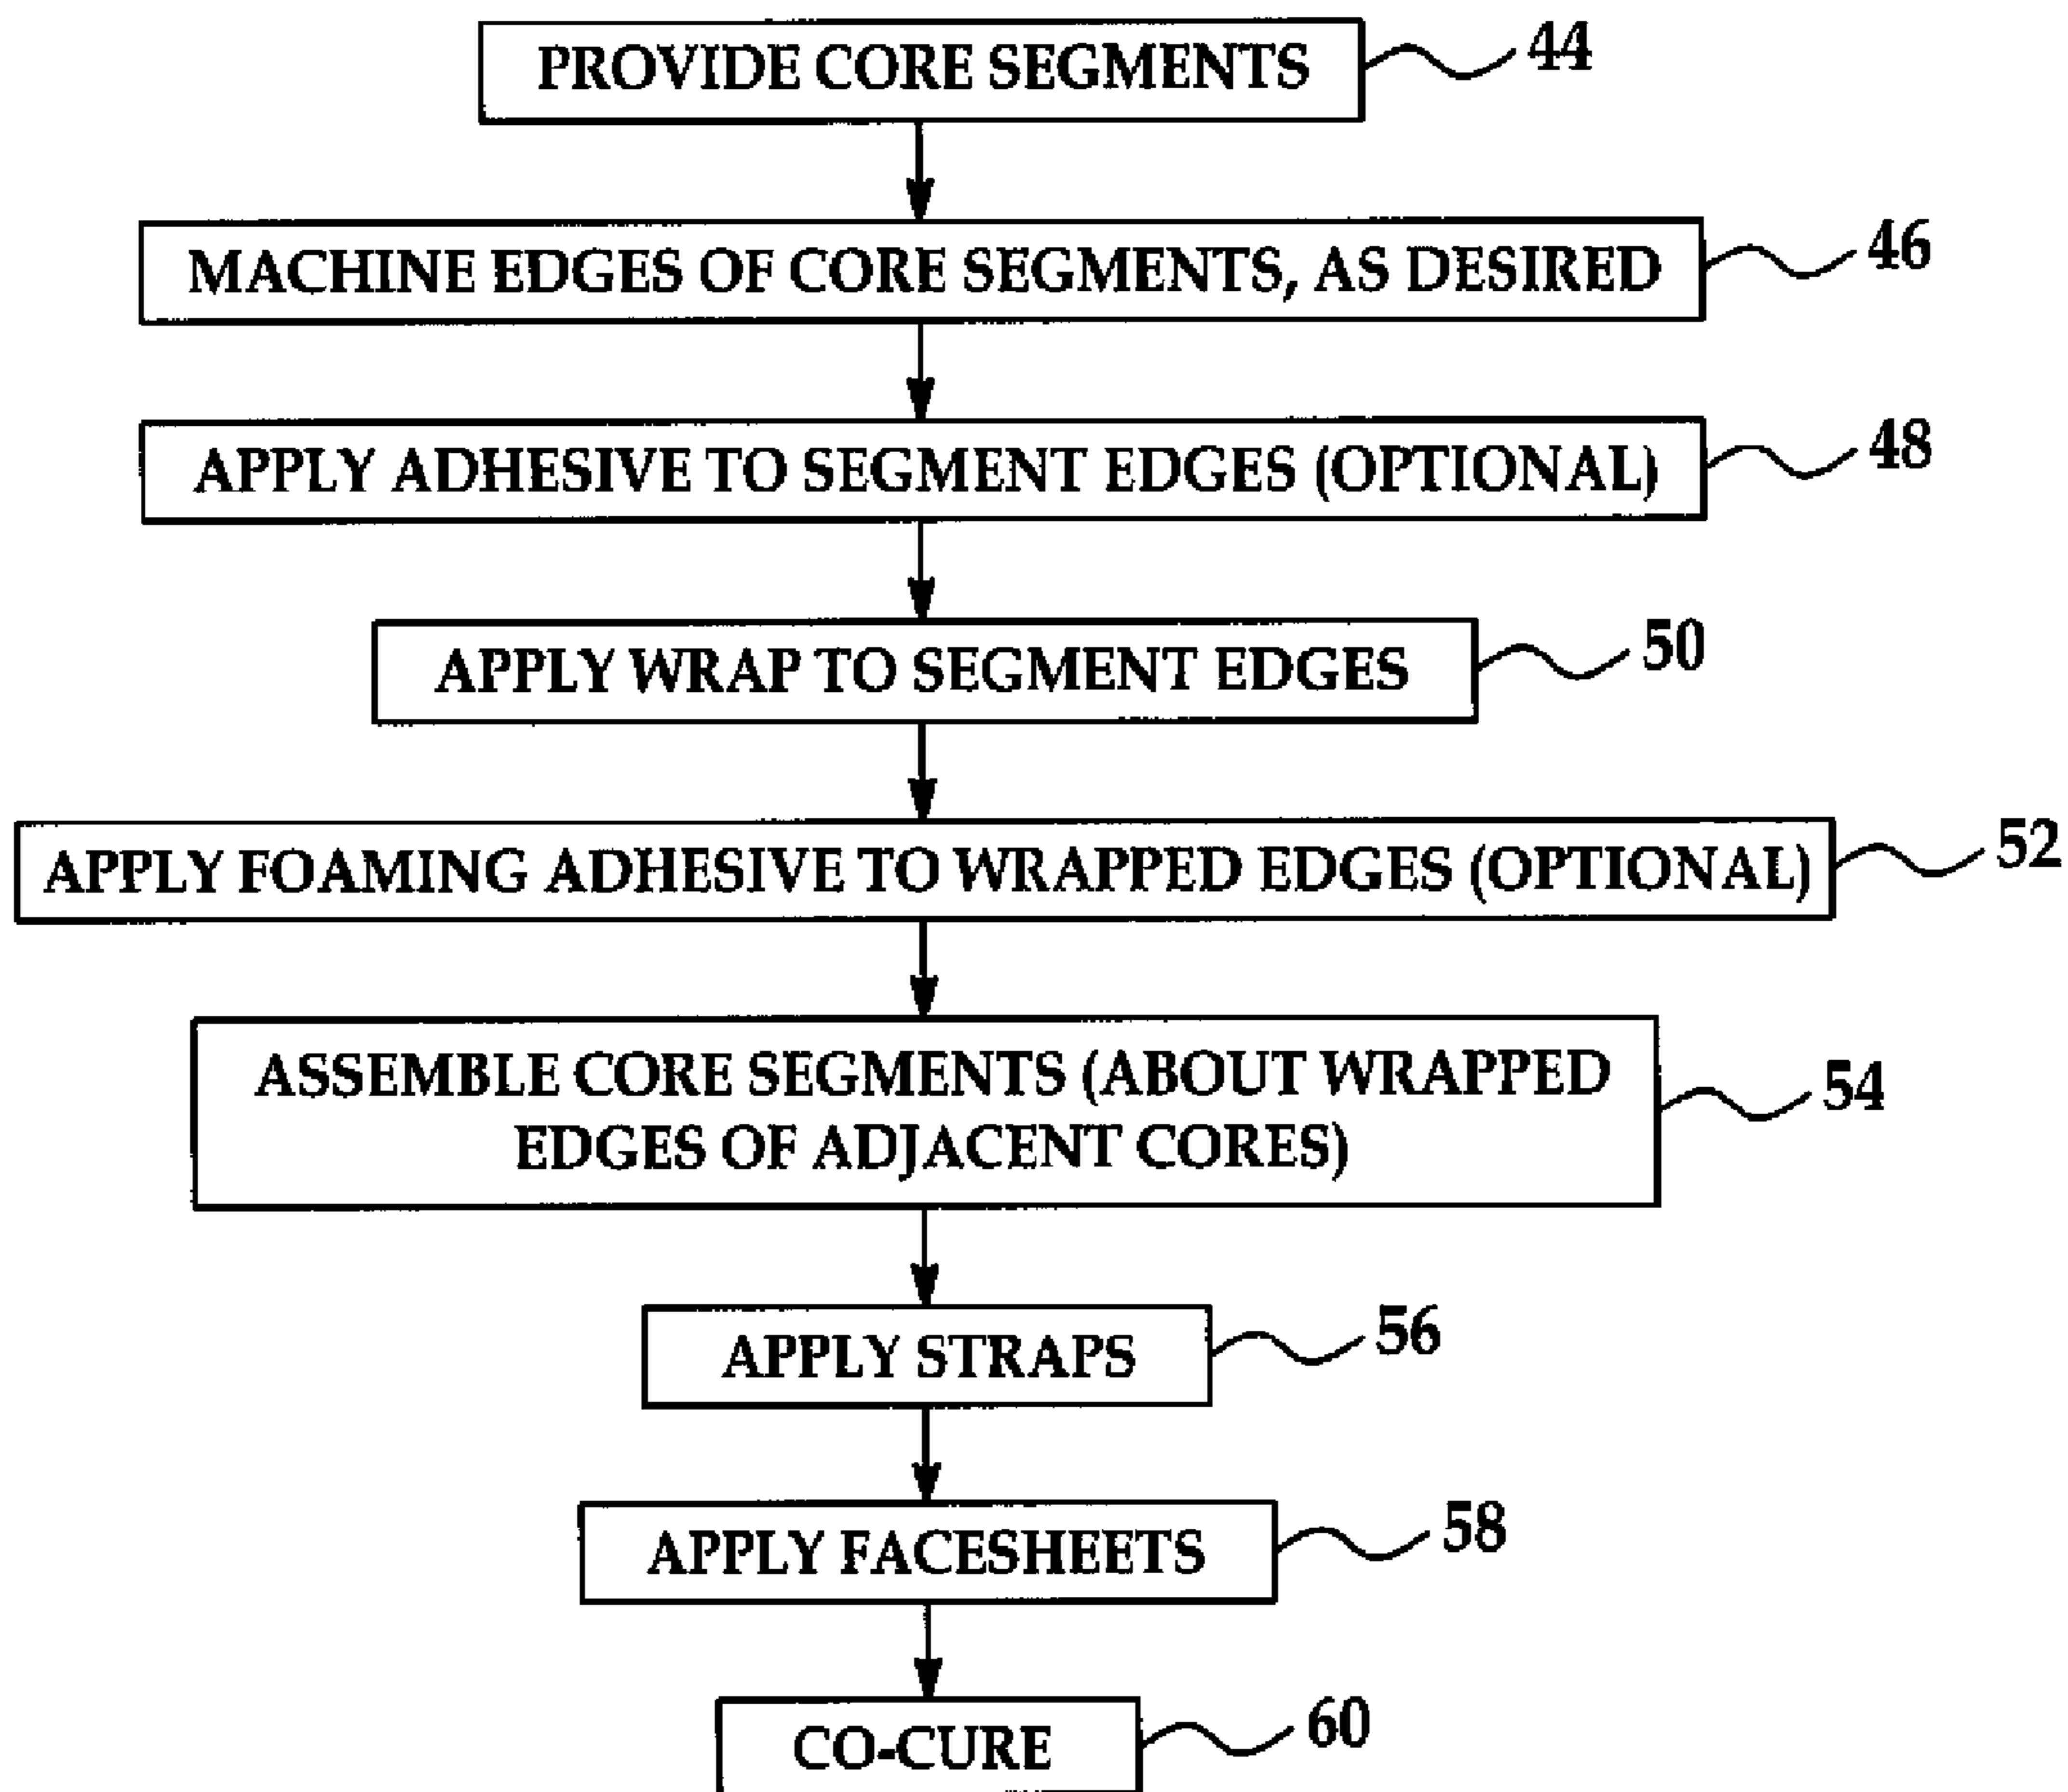 PROVIDE CORE SEGMENTS
44
MACHINE EDGES OF CORE SEGMENTS, AS DESIRED
46
APPLY ADHESIVE TO SEGMENT EDGES (OPTIONAL)
48
APPLY WRAP TO SEGMENT EDGES
50
APPLY FOAMING ADHESIVE TO WRAPPED EDGES (OPTIONAL)
52
ASSEMBLE CORE SEGMENTS (ABOUT WRAPPED
EDGES OF ADJACENT CORES)
54
APPLY STRAPS
56
APPLY FACESHEETS
58
CO-CURE
60